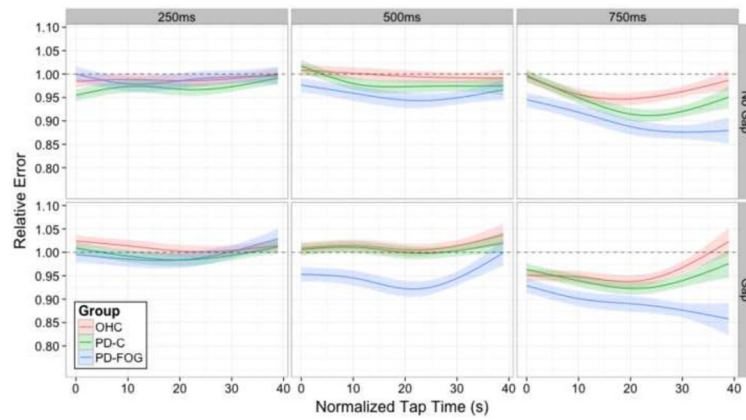 250ms 500ms 750ms
Relative Error
1.10
1.05
1.00
0.95
0.90
0.85
0.80
No Gap
1.10
1.05
1.00
0.95
0.90
0.85
0.80
Gap
Group
OHC
PD-C
PD-FOG
0 10 20 30 40 0 10 20 30 40 0 10 20 30 40
Normalized Tap Time (s)